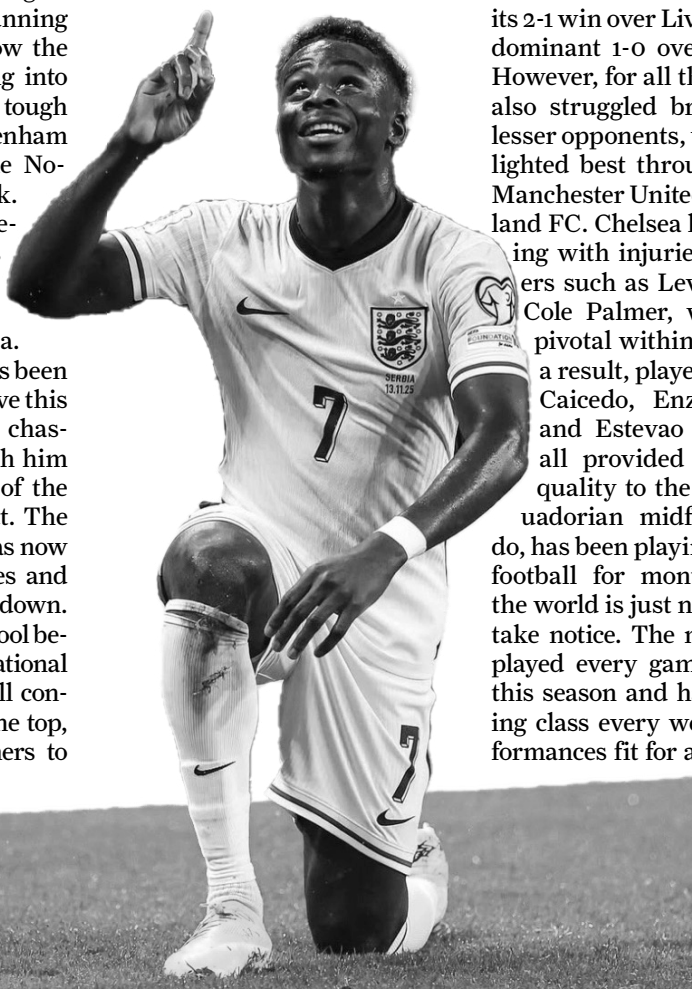 nning
ow the
g into
tough
enham
e No-
k.
e-
a.
s been
ve this
chas-
h him
of the
t. The
as now
es and
down.
ool be-
ational
ll con-
he top,
ners to
SERBIA
13.11.25
7
FOUNDATION
7
its 2-1 win over Liv
dominant 1-0 ove
However, for all th
also struggled br
lesser opponents,
lighted best throu
Manchester Unite
land FC. Chelsea
ing with injurie
ers such as Lev
Cole Palmer,
pivotal within
a result, playe
Caicedo, Enz
and Estevao
all provided
quality to the
uadorian midf
do, has been playi
football for mon
the world is just n
take notice. The
played every gam
this season and h
ing class every we
formances fit for a